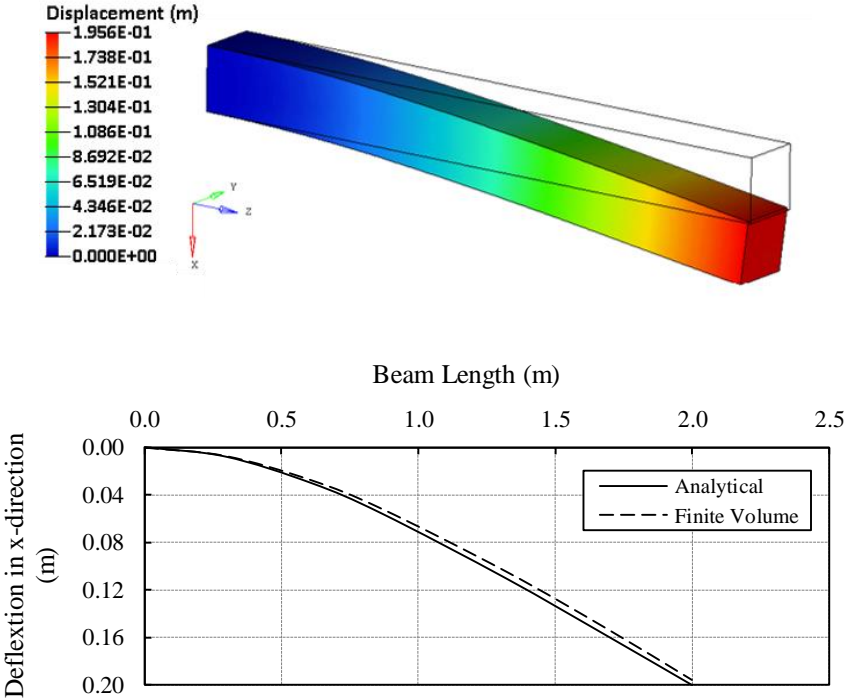 Displacement (m)
1.956E-01
1.738E-01
1.521E-01
1.304E-01
1.086E-01
8.692E-02
6.519E-02
4.346E-02
2.173E-02
0.000E+00
Y
Z
X
Beam Length (m)
0.0 0.5 1.0 1.5 2.0 2.5
Deflextion in x-direction
(m)
0.00
0.04
0.08
0.12
0.16
0.20
Analytical
Finite Volume